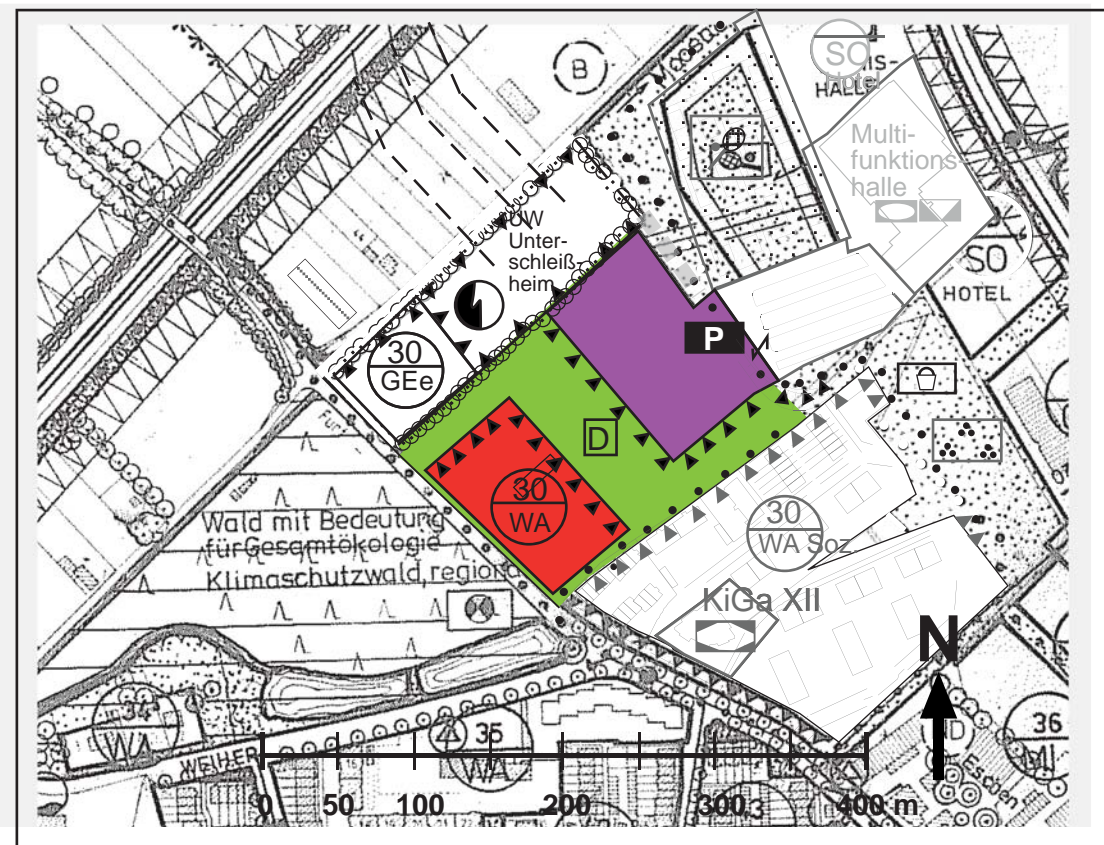 B
SO
Hotel
HALLE
Multi-
funktions-
halle
UW
Unter-
schleiß-
heim
SO
HOTEL
P
30
GEe
D
30
WA
30
WA Soz.
Wald mit Bedeutung
für Gesamtökologie
Klimaschutzwald, regional
KiGa XII
N
34
WA
35
WA
36
MI
WEIHER
0 50 100 200 300 400 m